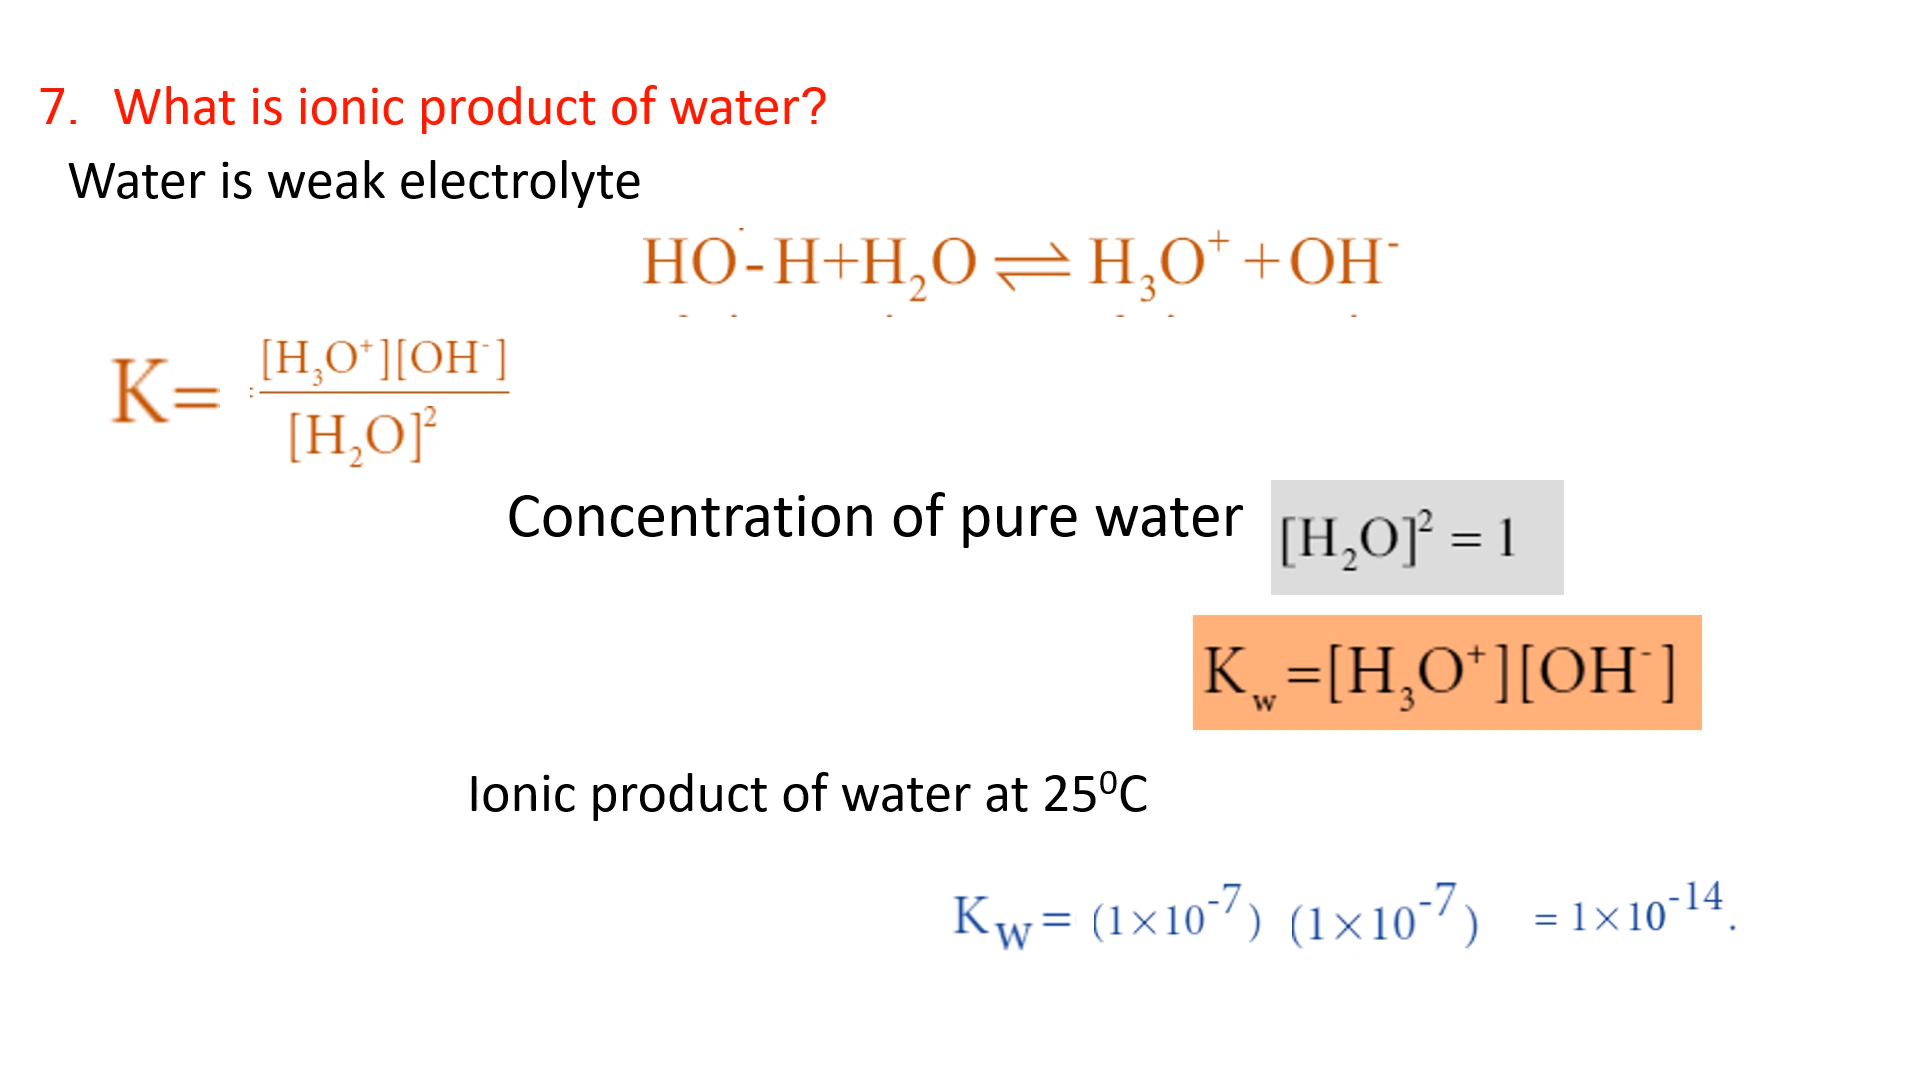 7. What is ionic product of water?
Water is weak electrolyte
HO-H+H₂O⇌H₃O⁺+OH⁻
K= [H₃O⁺][OH⁻]
[H₂O]²
Concentration of pure water [H₂O]² = 1
K_w=[H₃O⁺][OH⁻]
Ionic product of water at 25⁰C
K_W= (1×10⁻⁷) (1×10⁻⁷) = 1×10⁻¹⁴.